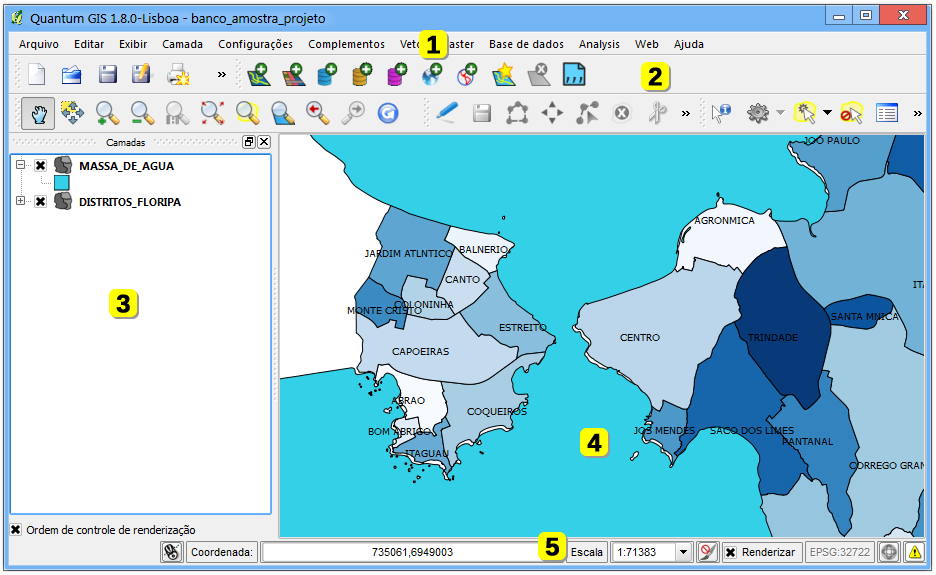 Quantum GIS 1.8.0-Lisboa - banco_amostra_projeto
Arquivo Editar Exibir Camada Configurações Complementos Veto 1 aster Base de dados Analysis Web Ajuda
» 2
» »
Camadas
MASSA_DE_AGUA
DISTRITOS_FLORIPA
3
Ordem de controle de renderização
JOO PAULO
AGRONMICA
JARDIM ATLNTICO
BALNERIO
CANTO
ITA
COLONINHA
MONTE CRISTO
SANTA MNICA
ESTREITO
CENTRO
TRINDADE
CAPOEIRAS
ABRAO
COQUEIROS
BOM ABRIGO
JOS MENDES
SACO DOS LIMES
4
PANTANAL
ITAGUAU
CORREGO GRAN
Coordenada: 735061,6949003 5 Escala 1:71383 Renderizar EPSG:32722